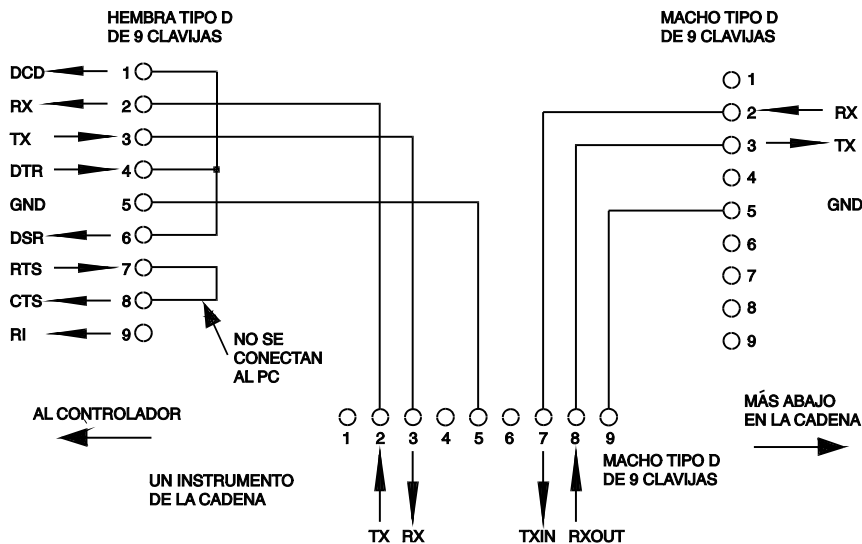 HEMBRA TIPO D
DE 9 CLAVIJAS
MACHO TIPO D
DE 9 CLAVIJAS
DCD 1
RX 2
TX 3
DTR 4
GND 5
DSR 6
RTS 7
CTS 8
RI 9
1
2 RX
3 TX
4
5 GND
6
7
8
9
NO SE
CONECTAN
AL PC
AL CONTROLADOR
MÁS ABAJO
EN LA CADENA
1 2 3 4 5 6 7 8 9
MACHO TIPO D
DE 9 CLAVIJAS
UN INSTRUMENTO
DE LA CADENA
TX RX TXIN RXOUT